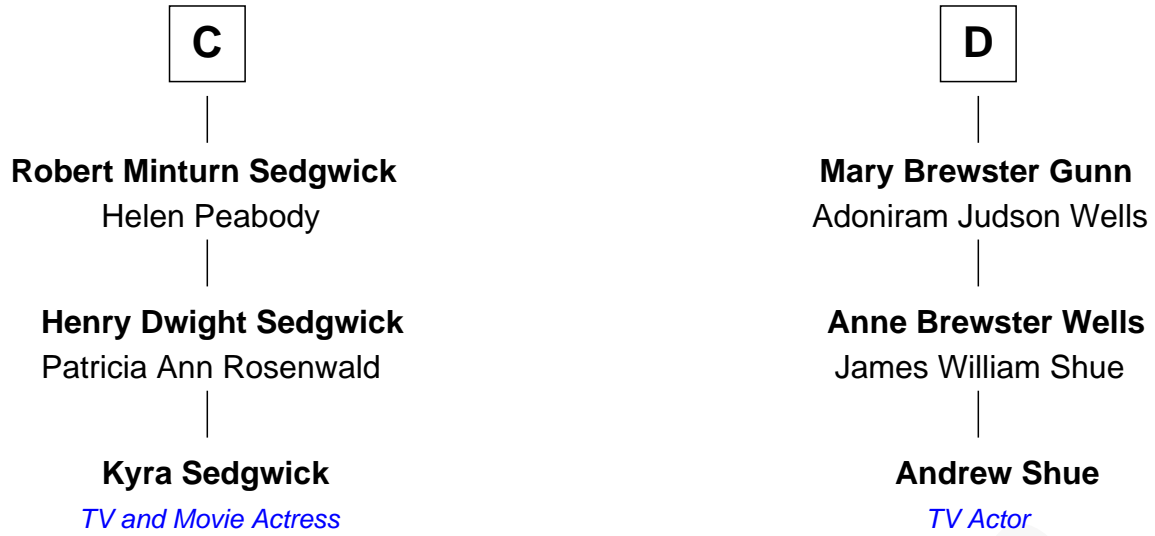 C
Robert Minturn Sedgwick
Helen Peabody
Henry Dwight Sedgwick
Patricia Ann Rosenwald
Kyra Sedgwick
TV and Movie Actress
D
Mary Brewster Gunn
Adoniram Judson Wells
Anne Brewster Wells
James William Shue
Andrew Shue
TV Actor